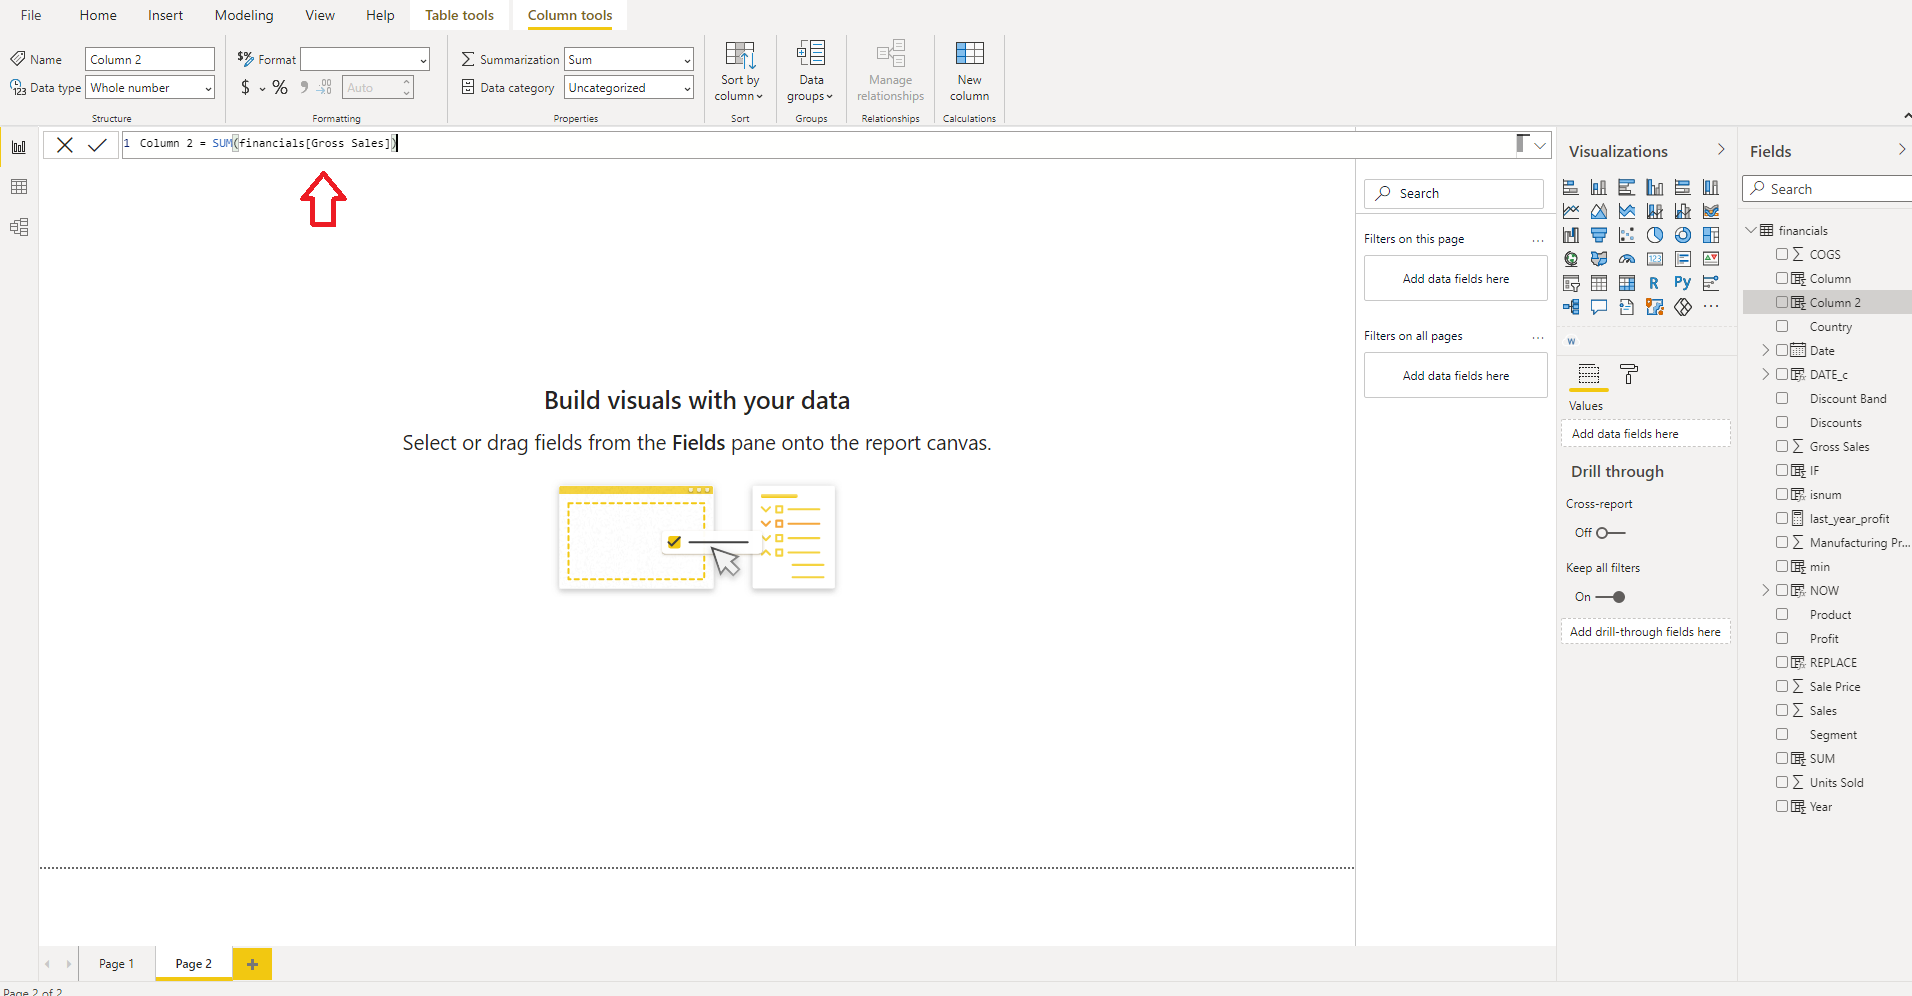 File Home Insert Modeling View Help Table tools Column tools
Name Column 2
Data type Whole number
Structure
$% Format
$ % Auto
Formatting
Summarization Sum
Data category Uncategorized
Properties
Sort by
column
Sort
Data
groups
Groups
Manage
relationships
Relationships
New
column
Calculations
1 Column 2 = SUM(financials[Gross Sales])
Build visuals with your data
Select or drag fields from the Fields pane onto the report canvas.
Search
Filters on this page ...
Add data fields here
Filters on all pages ...
Add data fields here
Visualizations
123
R Py
...
W
Values
Add data fields here
Drill through
Cross-report
Off
Keep all filters
On
Add drill-through fields here
Fields
Search
financials
COGS
Column
Column 2
Country
Date
DATE_c
Discount Band
Discounts
Gross Sales
IF
isnum
last_year_profit
Manufacturing Pr...
min
NOW
Product
Profit
REPLACE
Sale Price
Sales
Segment
SUM
Units Sold
Year
Page 1 Page 2 +
Page 2 of 2